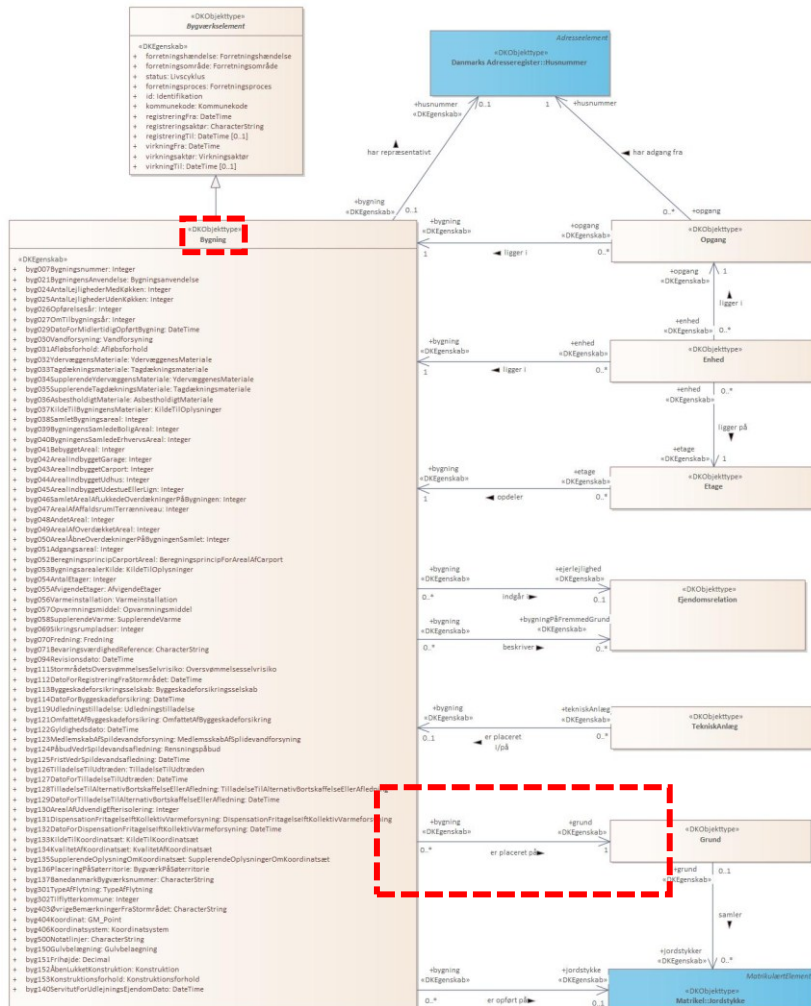 «DKObjekttype»
Bygværkselement
«DKEgenskab»
+ forretningshændelse: Forretningshændelse
+ forretningsområde: Forretningsområde
+ status: Livscyklus
+ forretningsproces: Forretningsproces
+ id: Identifikation
+ kommunekode: Kommunekode
+ registreringFra: DateTime
+ registreringsaktør: CharacterString
+ registreringTil: DateTime [0..1]
+ virkningFra: DateTime
+ virkningsaktør: Virkningsaktør
+ virkningTil: DateTime [0..1]
Adresseelement
«DKObjekttype»
Danmarks Adresseregister::Husnummer
+husnummer
«DKEgenskab»
0..1
1
+husnummer
har repræsentativt
har adgang fra
+bygning
«DKEgenskab»
0..1
0..*
+opgang
«DKObjekttype»
Bygning
«DKEgenskab»
+ byg007Bygningsnummer: Integer
+ byg021BygningensAnvendelse: Bygningsanvendelse
+ byg024AntalLejlighederMedKøkken: Integer
+ byg025AntalLejlighederUdenKøkken: Integer
+ byg026Opførelsesår: Integer
+ byg027OmTilbygningsår: Integer
+ byg029DatoForMidlertidigOpførtBygning: DateTime
+ byg030Vandforsyning: Vandforsyning
+ byg031Afløbsforhold: Afløbsforhold
+ byg032YdervæggensMateriale: YdervæggenesMateriale
+ byg033Tagdækningsmateriale: Tagdækningsmateriale
+ byg034SupplerendeYdervæggensMateriale: YdervæggenesMateriale
+ byg035SupplerendeTagdækningsMateriale: Tagdækningsmateriale
+ byg036AsbestholdigtMateriale: AsbestholdigtMateriale
+ byg037KildeTilBygningensMaterialer: KildeTilOplysninger
+ byg038SamletBygningsareal: Integer
+ byg039BygningensSamledeBoligAreal: Integer
+ byg040BygningensSamledeErhvervsAreal: Integer
+ byg041BebyggetAreal: Integer
+ byg042ArealIndbyggetGarage: Integer
+ byg043ArealIndbyggetCarport: Integer
+ byg044ArealIndbyggetUdhus: Integer
+ byg045ArealIndbyggetUdestueEllerLign: Integer
+ byg046SamletArealAfLukkedeOverdækningerPåBygningen: Integer
+ byg047ArealAfAffaldsrumITerrænniveau: Integer
+ byg048AndetAreal: Integer
+ byg049ArealAfOverdækketAreal: Integer
+ byg050ArealÅbneOverdækningerPåBygningenSamlet: Integer
+ byg051Adgangsareal: Integer
+ byg052BeregningsprincipCarportAreal: BeregningsprincipForArealAfCarport
+ byg053BygningsarealerKilde: KildeTilOplysninger
+ byg054AntalEtager: Integer
+ byg055AfvigendeEtager: AfvigendeEtager
+ byg056Varmeinstallation: Varmeinstallation
+ byg057Opvarmningsmiddel: Opvarmningsmiddel
+ byg058SupplerendeVarme: SupplerendeVarme
+ byg069Sikringsrumpladser: Integer
+ byg070Fredning: Fredning
+ byg071BevaringsværdighedReference: CharacterString
+ byg094Revisionsdato: DateTime
+ byg111StormrådetsOversvømmelsesSelvrisiko: Oversvømmelsesselvrisiko
+ byg112DatoForRegistreringFraStormrådet: DateTime
+ byg113Byggeskadeforsikringsselskab: Byggeskadeforsikringsselskab
+ byg114DatoForByggeskadeforsikring: DateTime
+ byg119Udledningstilladelse: Udledningstilladelse
+ byg121OmfattetAfByggeskadeforsikring: OmfattetAfByggeskadeforsikring
+ byg122Gyldighedsdato: DateTime
+ byg123MedlemskabAfSpildevandsforsyning: MedlemsskabAfSplidevandforsyning
+ byg124PåbudVedrSpildevandsafledning: Rensningspåbud
+ byg125FristVedrSpildevandsafledning: DateTime
+ byg126TilladelseTilUdtræden: TilladelseTilUdtræden
+ byg127DatoForTilladelseTilUdtræden: DateTime
+ byg128TilladelseTilAlternativBortskaffelseEllerAfledning: TilladelseTilAlternativBortskaffelseEllerAfledning
+ byg129DatoForTilladelseTilAlternativBortskaffelseEllerAfledning: DateTime
+ byg130ArealAfUdvendigEfterisolering: Integer
+ byg131DispensationFritagelseIftKollektivVarmeforsyning: DispensationFritagelseIftKollektivVarmeforsyning
+ byg132DatoForDispensationFritagelseIftKollektivVarmeforsyning: DateTime
+ byg133KildeTilKoordinatsæt: KildeTilKoordinatsæt
+ byg134KvalitetAfKoordinatsæt: KvalitetAfKoordinatsæt
+ byg135SupplerendeOplysningOmKoordinatsæt: SupplerendeOplysningerOmKoordinatsæt
+ byg136PlaceringPåSøterritorie: BygværkPåSøterritorie
+ byg137BanedanmarkBygværksnummer: CharacterString
+ byg301TypeAfFlytning: TypeAfFlytning
+ byg302Tilflytterkommune: Integer
+ byg403ØvrigeBemærkningerFraStormrådet: CharacterString
+ byg404Koordinat: GM_Point
+ byg406Koordinatsystem: Koordinatsystem
+ byg500Notatlinjer: CharacterString
+ byg150Gulvbelægning: Gulvbelaegning
+ byg151Frihøjde: Decimal
+ byg152ÅbenLukketKonstruktion: Konstruktion
+ byg153Konstruktionsforhold: Konstruktionsforhold
+ byg140ServitutForUdlejningsEjendomDato: DateTime
+bygning
«DKEgenskab»
1
ligger i
+opgang
«DKEgenskab»
0..*
«DKObjekttype»
Opgang
+opgang
«DKEgenskab»
1
ligger i
0..*
+enhed
«DKEgenskab»
+bygning
«DKEgenskab»
1
ligger i
+enhed
«DKEgenskab»
0..*
«DKObjekttype»
Enhed
+enhed
«DKEgenskab»
0..*
ligger på
+etage
«DKEgenskab»
1
+bygning
«DKEgenskab»
1
opdeler
+etage
«DKEgenskab»
0..*
«DKObjekttype»
Etage
+bygning
«DKEgenskab»
0..*
indgår i
+ejerlejlighed
«DKEgenskab»
0..1
«DKObjekttype»
Ejendomsrelation
+bygning
«DKEgenskab»
0..*
beskriver
+bygningPåFremmedGrund
«DKEgenskab»
0..*
+bygning
«DKEgenskab»
0..1
er placeret
i/på
+tekniskAnlæg
«DKEgenskab»
0..*
«DKObjekttype»
TekniskAnlæg
+bygning
«DKEgenskab»
0..*
er placeret på
+grund
«DKEgenskab»
1
«DKObjekttype»
Grund
+grund
«DKEgenskab»
0..1
samler
+jordstykker
«DKEgenskab»
0..*
+bygning
«DKEgenskab»
0..*
er opført på
+jordstykke
«DKEgenskab»
0..1
MatrikulærtElement
«DKObjekttype»
Matrikel::Jordstykke